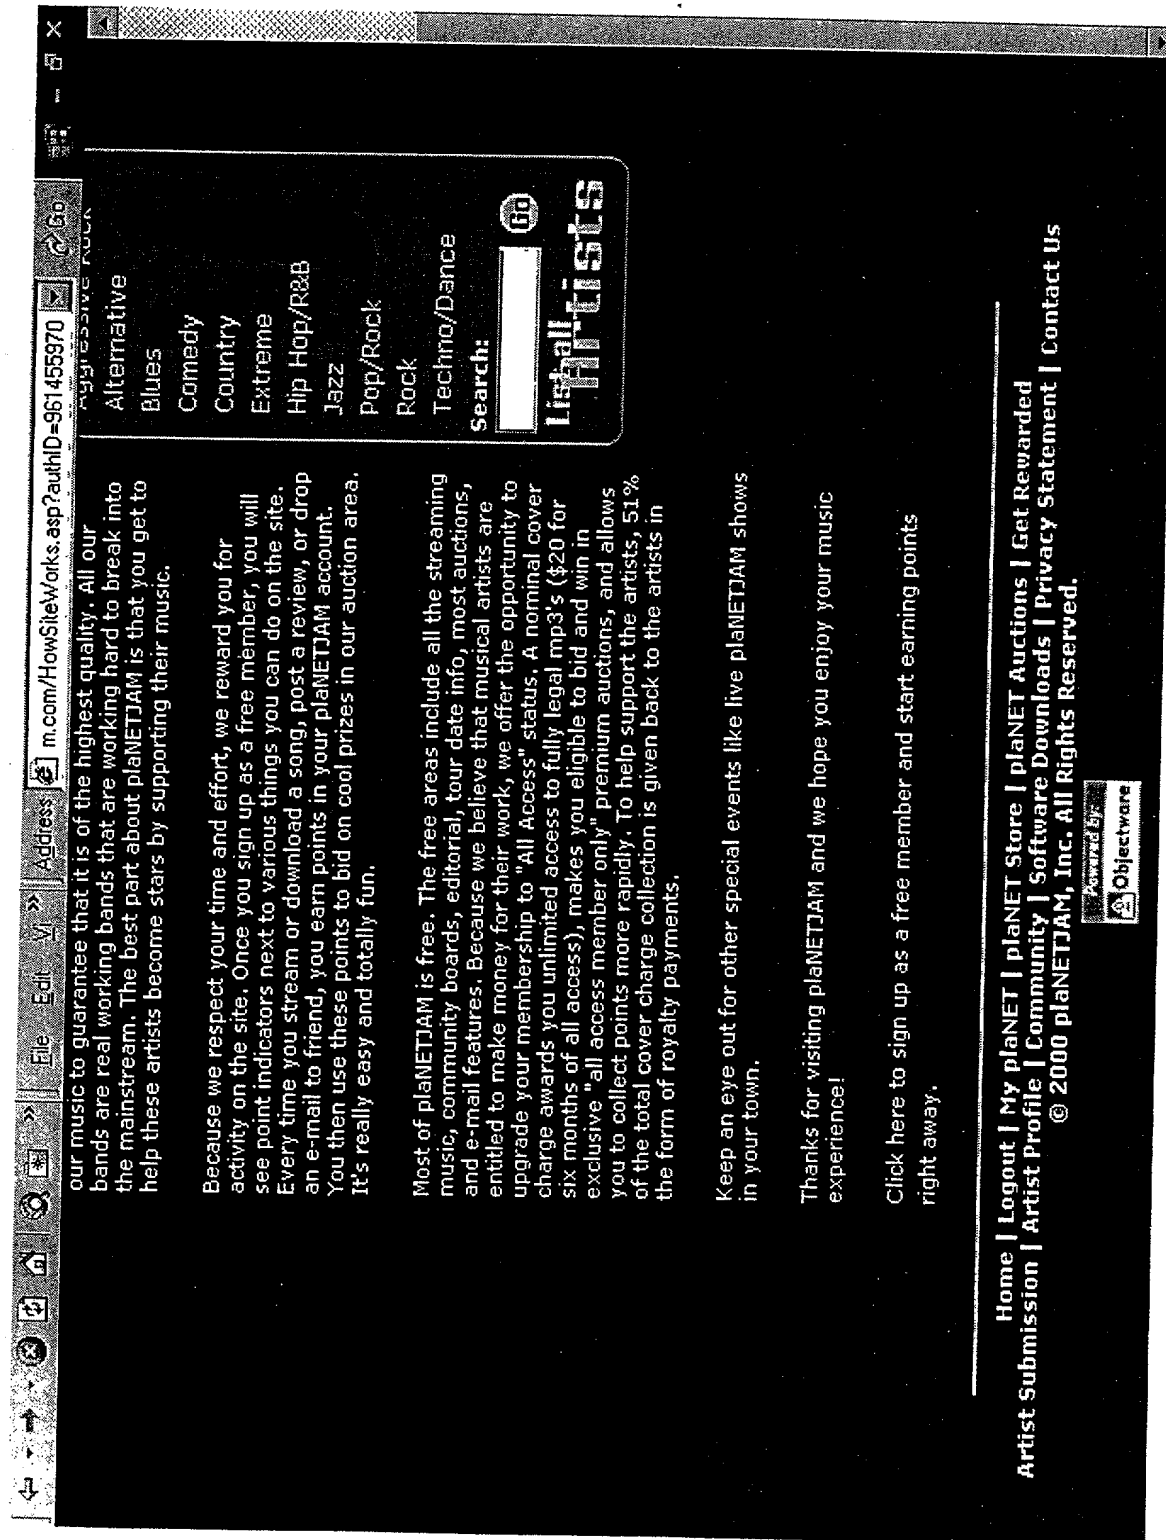 File Edit Vi » Address m.com/HowSiteWorks.asp?authID=961455970 Go
our music to guarantee that it is of the highest quality. All our
bands are real working bands that are working hard to break into
the mainstream. The best part about plaNETJAM is that you get to
help these artists become stars by supporting their music.
Because we respect your time and effort, we reward you for
activity on the site. Once you sign up as a free member, you will
see point indicators next to various things you can do on the site.
Every time you stream or download a song, post a review, or drop
an e-mail to friend, you earn points in your plaNETJAM account.
You then use these points to bid on cool prizes in our auction area.
It's really easy and totally fun.
Most of plaNETJAM is free. The free areas include all the streaming
music, community boards, editorial, tour date info, most auctions,
and e-mail features. Because we believe that musical artists are
entitled to make money for their work, we offer the opportunity to
upgrade your membership to "All Access" status. A nominal cover
charge awards you unlimited access to fully legal mp3's ($20 for
six months of all access), makes you eligible to bid and win in
exclusive "all access member only" premium auctions, and allows
you to collect points more rapidly. To help support the artists, 51%
of the total cover charge collection is given back to the artists in
the form of royalty payments.
Keep an eye out for other special events like live plaNETJAM shows
in your town.
Thanks for visiting plaNETJAM and we hope you enjoy your music
experience!
Click here to sign up as a free member and start earning points
right away.
Aggressive Rock
Alternative
Blues
Comedy
Country
Extreme
Hip Hop/R&B
Jazz
Pop/Rock
Rock
Techno/Dance
Search:
Go
List all
Artists
Home | Logout | My plaNET | plaNET Store | plaNET Auctions | Get Rewarded
Artist Submission | Artist Profile | Community | Software Downloads | Privacy Statement | Contact Us
© 2000 plaNETJAM, Inc. All Rights Reserved.
Powered by:
Objectware